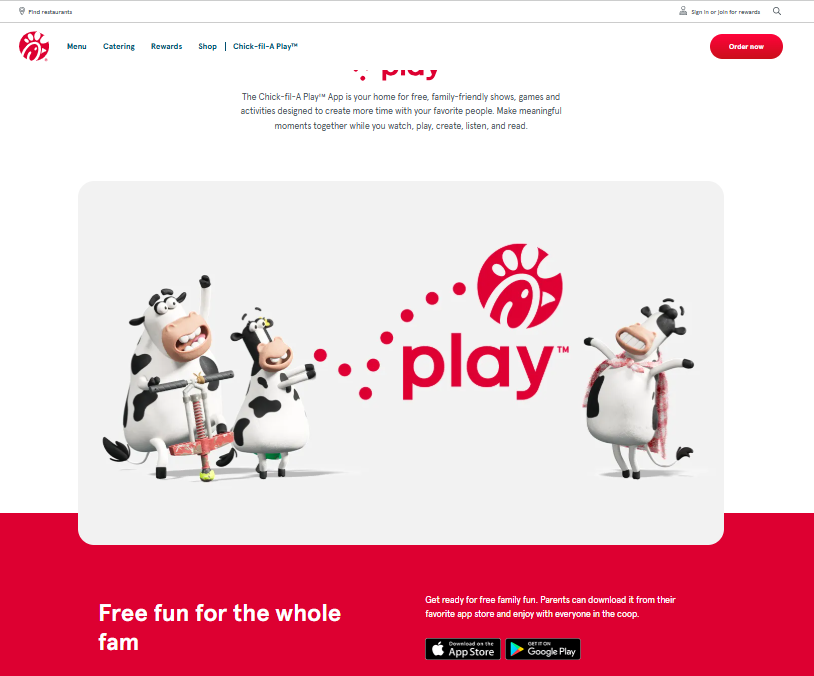 Find restaurants
Sign in or join for rewards
Menu
Catering
Rewards
Shop
Chick-fil-A Play™
Order now
play
The Chick-fil-A Play™ App is your home for free, family-friendly shows, games and
activities designed to create more time with your favorite people. Make meaningful
moments together while you watch, play, create, listen, and read.
play™
Free fun for the whole
fam
Get ready for free family fun. Parents can download it from their
favorite app store and enjoy with everyone in the coop.
Download on the
App Store
GET IT ON
Google Play